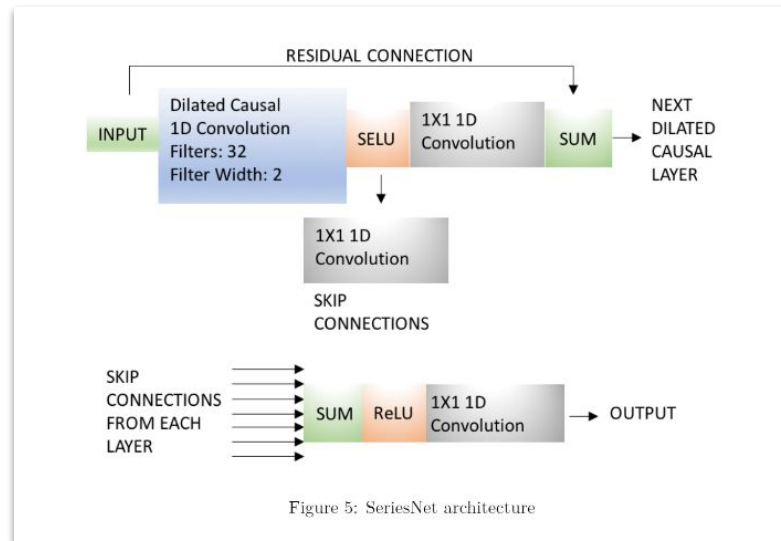 RESIDUAL CONNECTION
INPUT
Dilated Causal
1D Convolution
Filters: 32
Filter Width: 2
SELU
1X1 1D
Convolution
SUM
NEXT
DILATED
CAUSAL
LAYER
1X1 1D
Convolution
SKIP
CONNECTIONS
SKIP
CONNECTIONS
FROM EACH
LAYER
SUM
ReLU
1X1 1D
Convolution
OUTPUT
Figure 5: SeriesNet architecture